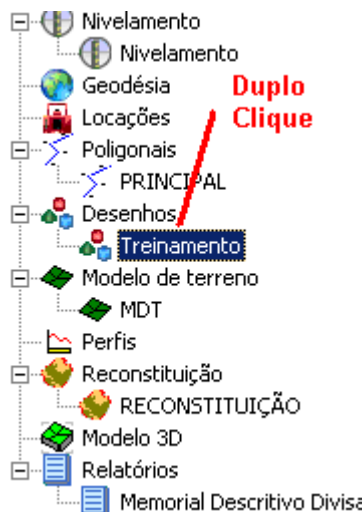 Nivelamento
Nivelamento
Geodésia
Duplo
Clique
Locações
Poligonais
PRINCIPAL
Desenhos
Treinamento
Modelo de terreno
MDT
Perfis
Reconstituição
RECONSTITUIÇÃO
Modelo 3D
Relatórios
Memorial Descritivo Divisa